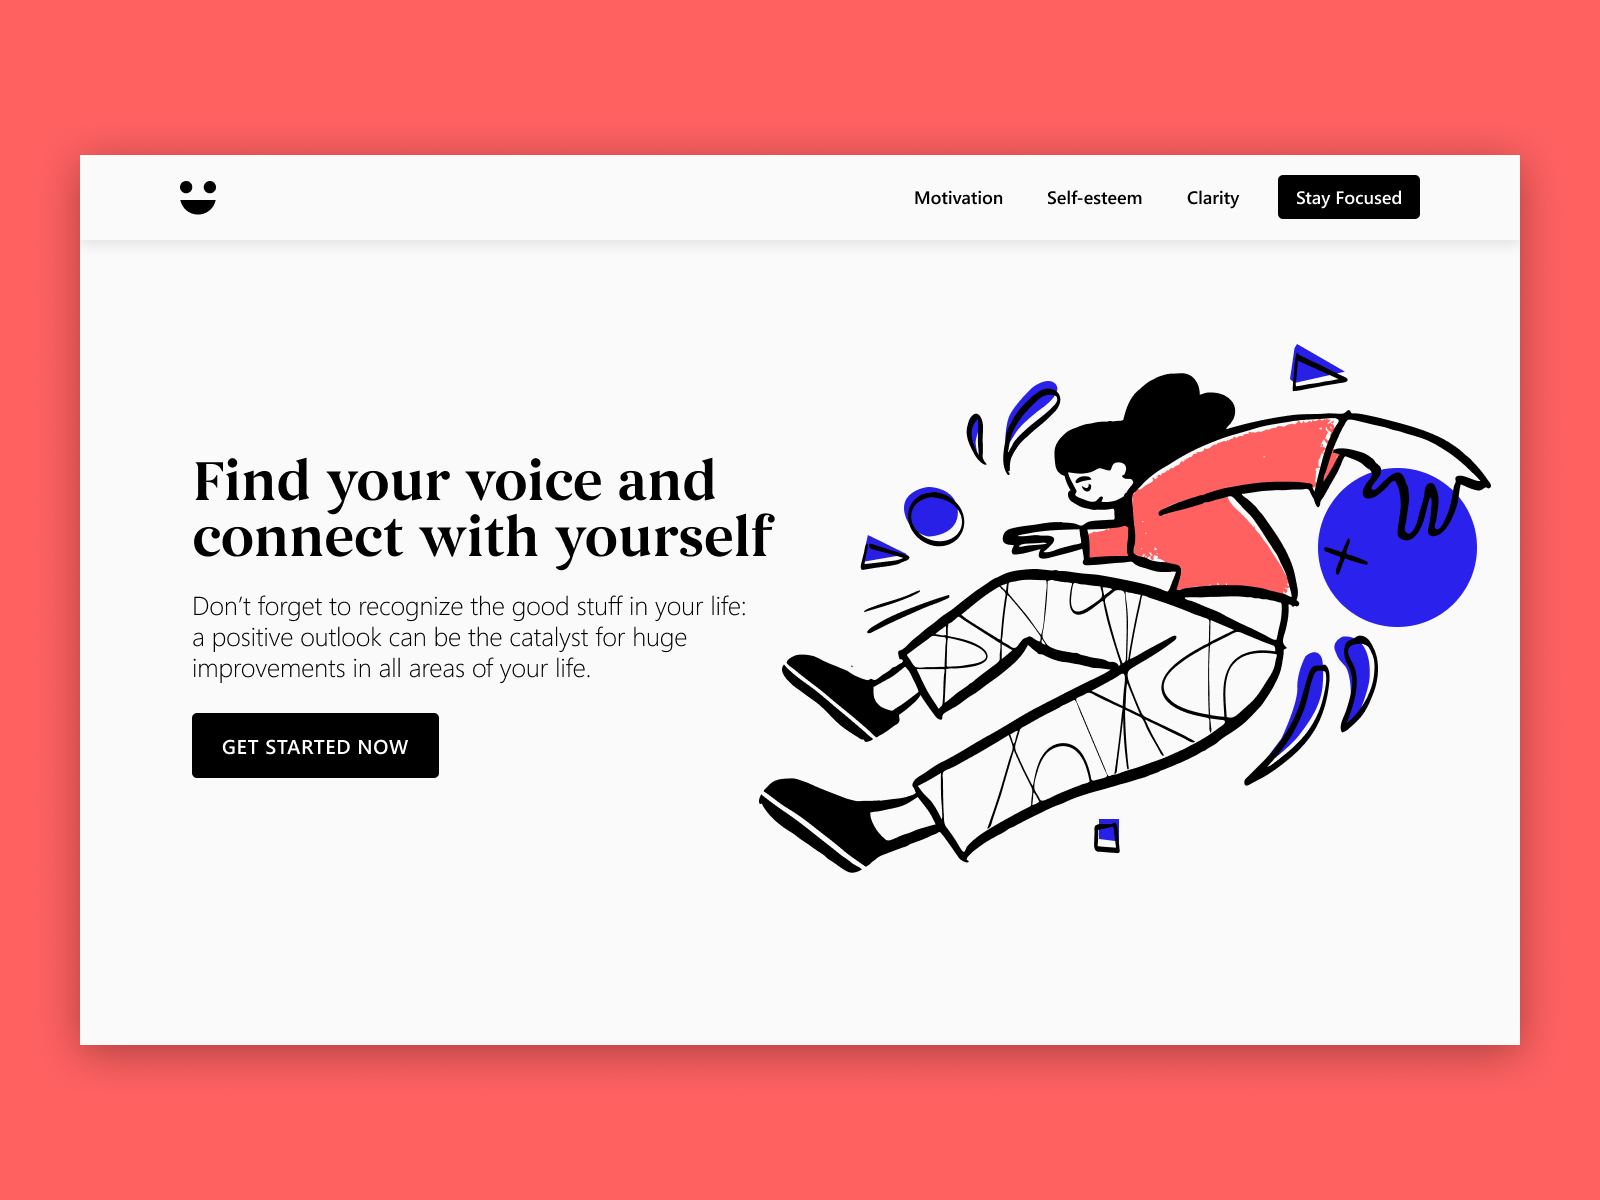 Motivation
Self-esteem
Clarity
Stay Focused
Find your voice and
connect with yourself
Don’t forget to recognize the good stuff in your life:
a positive outlook can be the catalyst for huge
improvements in all areas of your life.
GET STARTED NOW